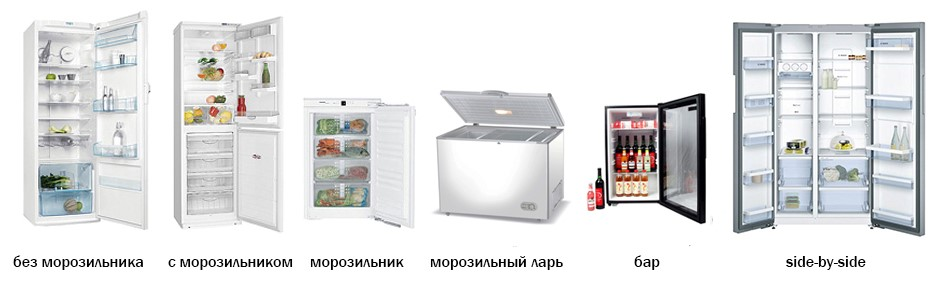 без морозильника
с морозильником
морозильник
морозильный ларь
бар
side-by-side